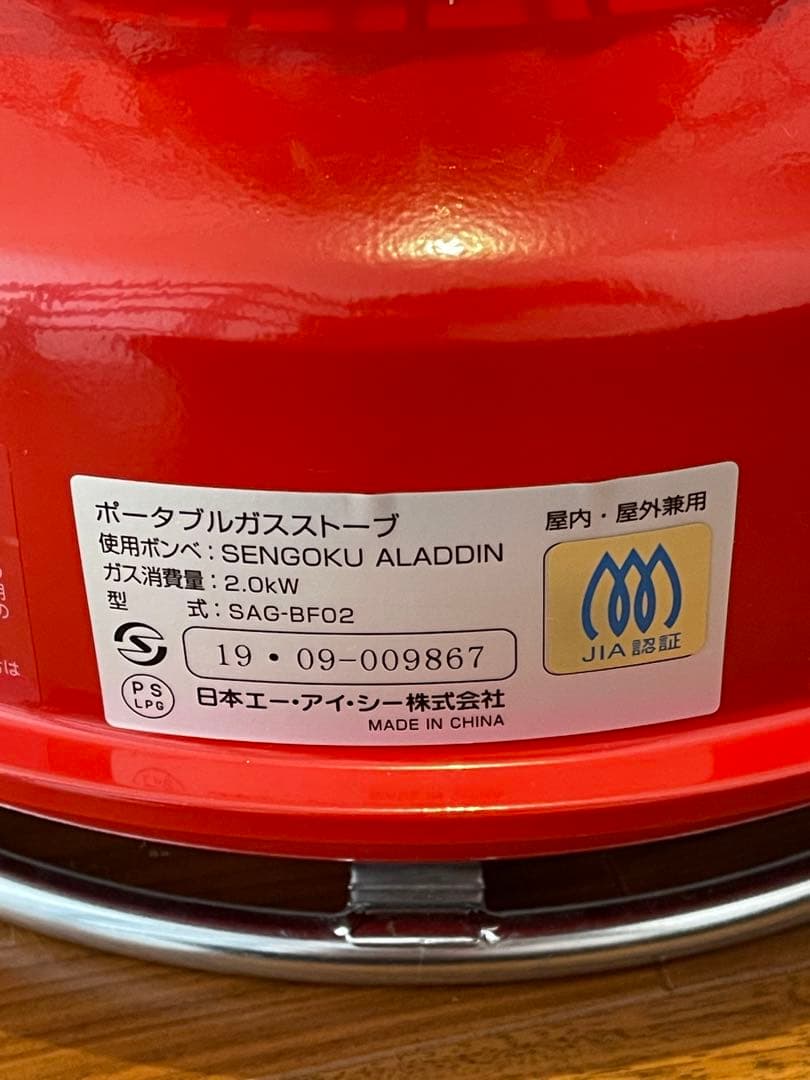 ポータブルガスストーブ
屋内・屋外兼用
使用ボンベ：SENGOKU ALADDIN
ガス消費量：2.0kW
型　　式：SAG-BF02
JIA 認証
19・09-009867
PS
LPG
日本エー・アイ・シー株式会社
MADE IN CHINA